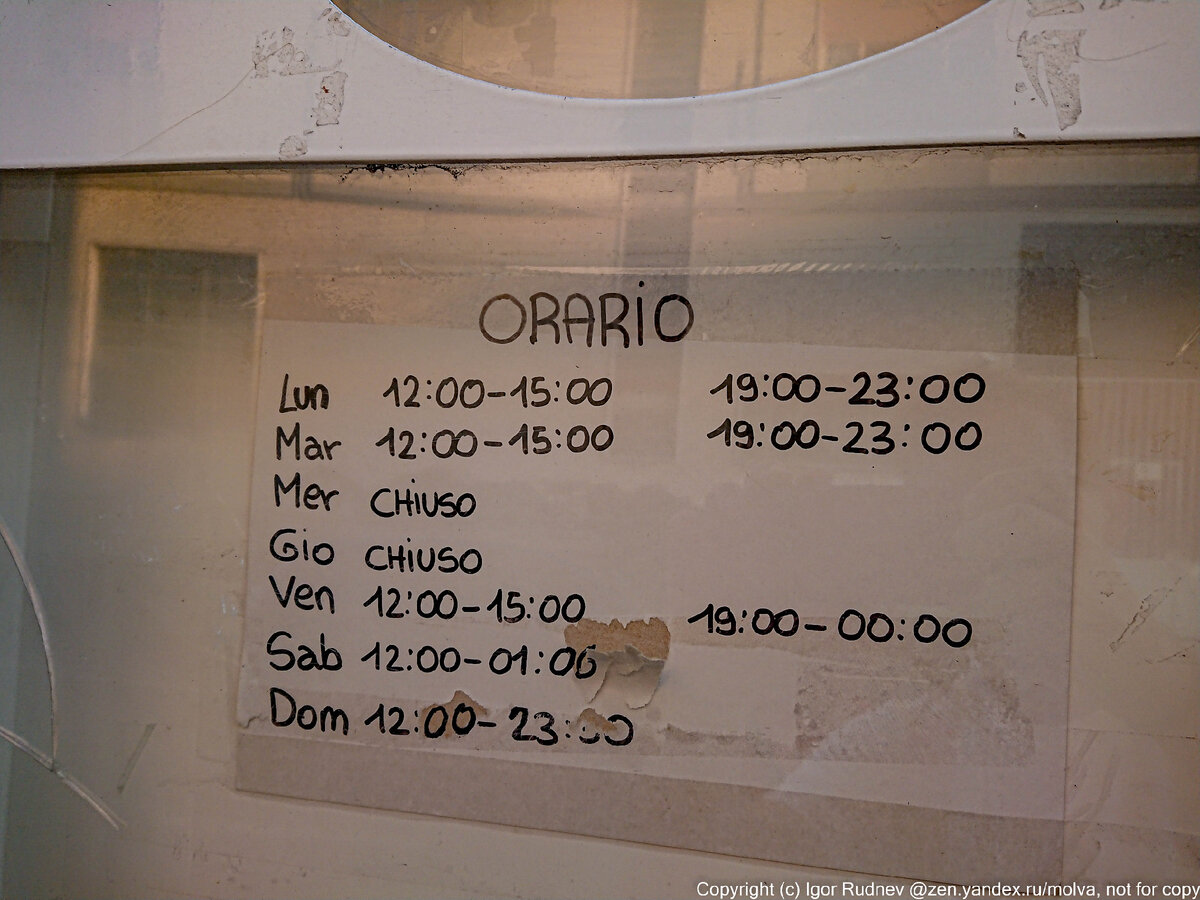 ORARIO
Lun 12:00-15:00 19:00-23:00
Mar 12:00-15:00 19:00-23:00
Mer CHIUSO
Gio CHIUSO
Ven 12:00-15:00 19:00-00:00
Sab 12:00-01:00
Dom 12:00-23:00
Copyright (c) Igor Rudnev @zen.yandex.ru/molva, not for copy